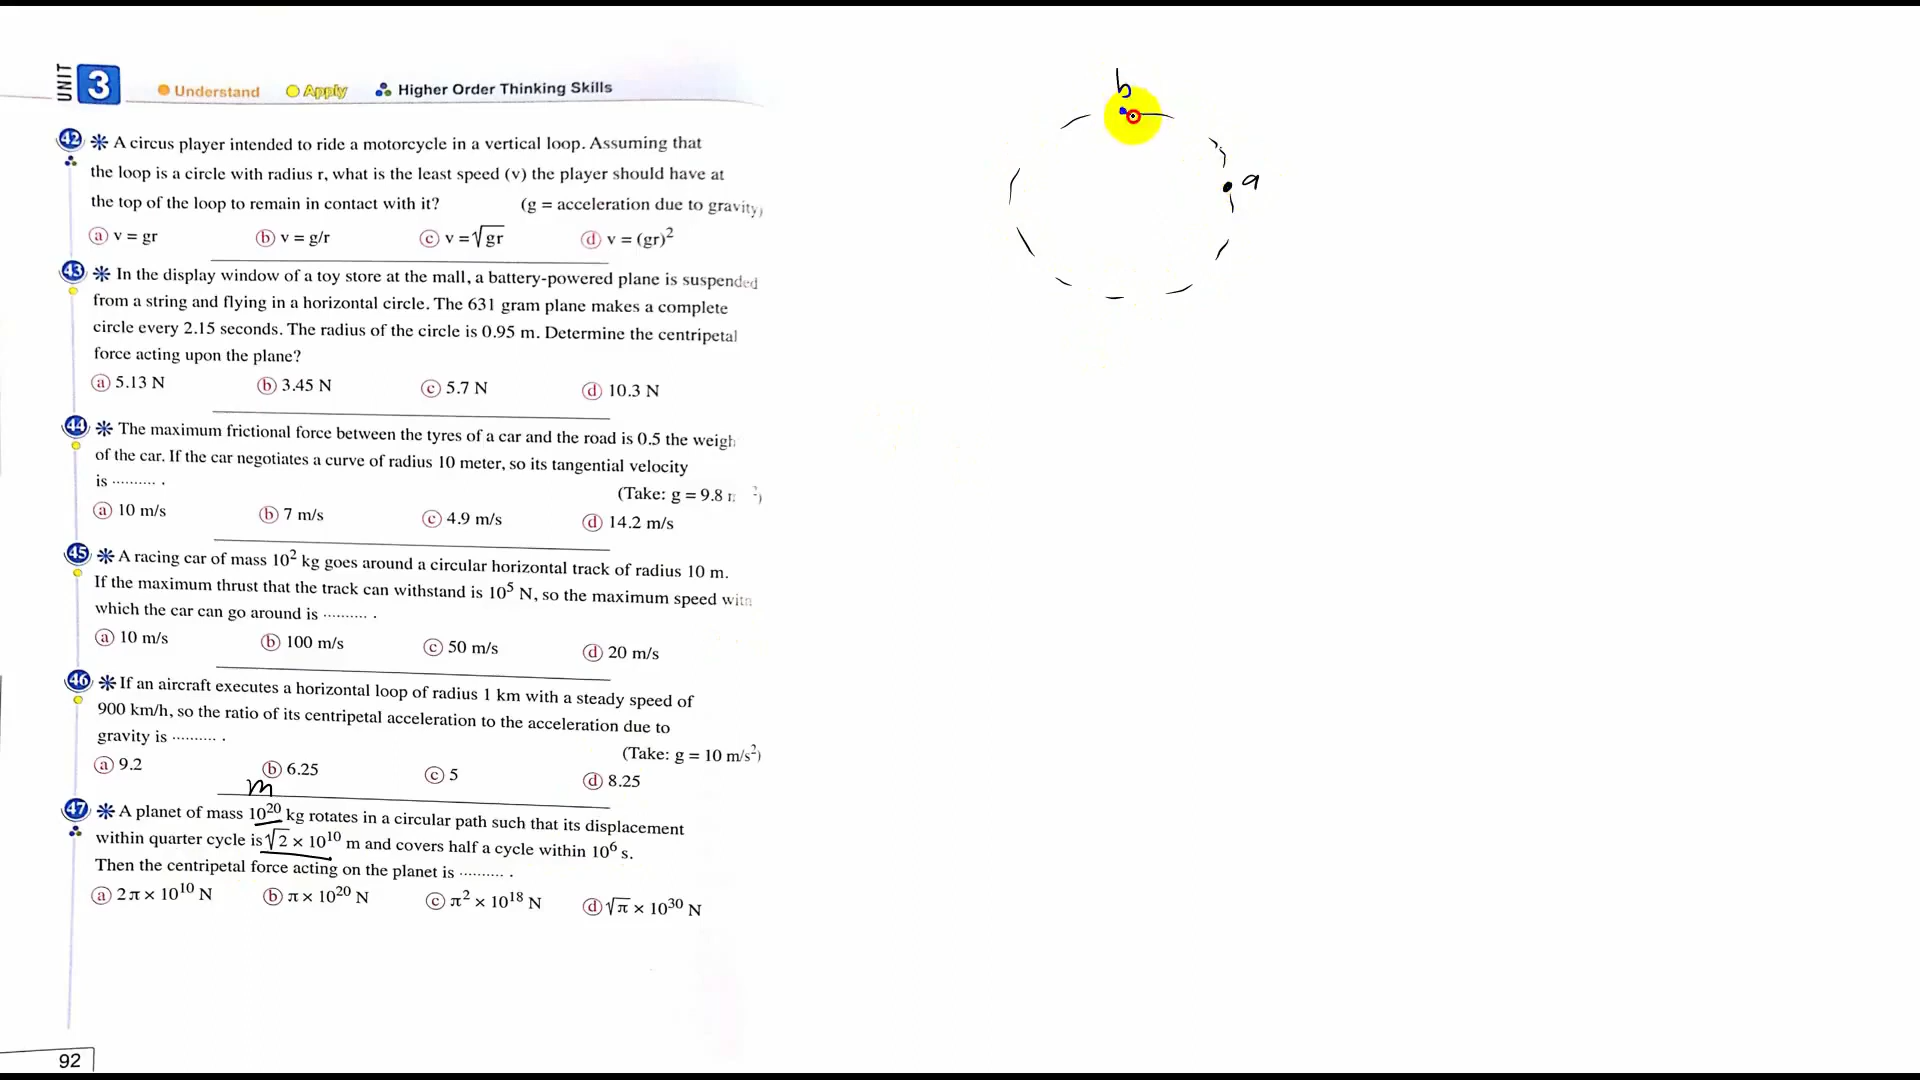 UNIT 3 Understand Apply Higher Order Thinking Skills
42 * A circus player intended to ride a motorcycle in a vertical loop. Assuming that
the loop is a circle with radius r, what is the least speed (v) the player should have at
the top of the loop to remain in contact with it? (g = acceleration due to gravity)
a v = gr b v = g/r c v = √gr d v = (gr)²
43 * In the display window of a toy store at the mall, a battery-powered plane is suspended
from a string and flying in a horizontal circle. The 631 gram plane makes a complete
circle every 2.15 seconds. The radius of the circle is 0.95 m. Determine the centripetal
force acting upon the plane?
a 5.13 N b 3.45 N c 5.7 N d 10.3 N
44 * The maximum frictional force between the tyres of a car and the road is 0.5 the weigh
of the car. If the car negotiates a curve of radius 10 meter, so its tangential velocity
is .......... .
(Take: g = 9.8 ²)
a 10 m/s b 7 m/s c 4.9 m/s d 14.2 m/s
45 * A racing car of mass 10² kg goes around a circular horizontal track of radius 10 m.
If the maximum thrust that the track can withstand is 10⁵ N, so the maximum speed with
which the car can go around is .......... .
a 10 m/s b 100 m/s c 50 m/s d 20 m/s
46 * If an aircraft executes a horizontal loop of radius 1 km with a steady speed of
900 km/h, so the ratio of its centripetal acceleration to the acceleration due to
gravity is .......... .
(Take: g = 10 m/s²)
a 9.2 b 6.25 c 5 d 8.25
m
47 * A planet of mass 10²⁰ kg rotates in a circular path such that its displacement
within quarter cycle is √2 × 10¹⁰ m and covers half a cycle within 10⁶ s.
Then the centripetal force acting on the planet is .......... .
a 2π × 10¹⁰ N b π × 10²⁰ N c π² × 10¹⁸ N d √π × 10³⁰ N
92
b
a